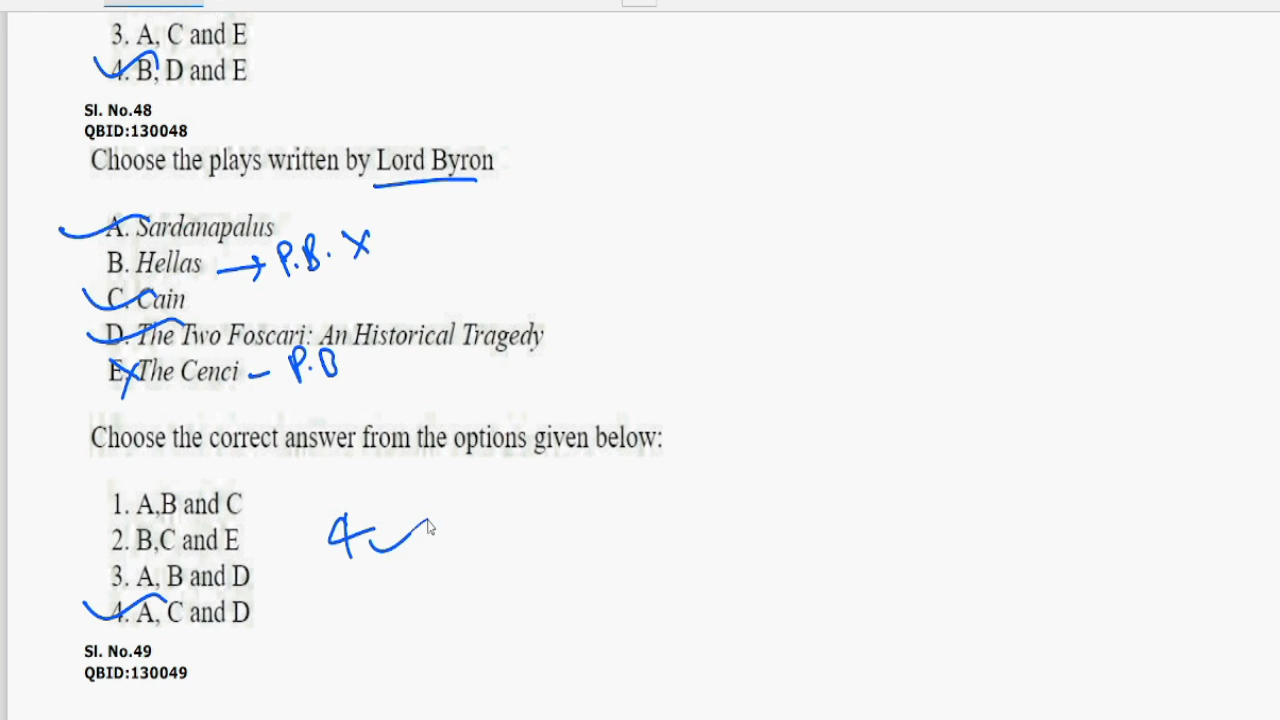 3. A, C and E
4. B, D and E
Sl. No.48
QBID:130048
Choose the plays written by Lord Byron
A. Sardanapalus
B. Hellas → P.B. X
C. Cain
D. The Two Foscari: An Historical Tragedy
E. The Cenci - P.B
Choose the correct answer from the options given below:
1. A,B and C
2. B,C and E
3. A, B and D
4
4. A, C and D
Sl. No.49
QBID:130049